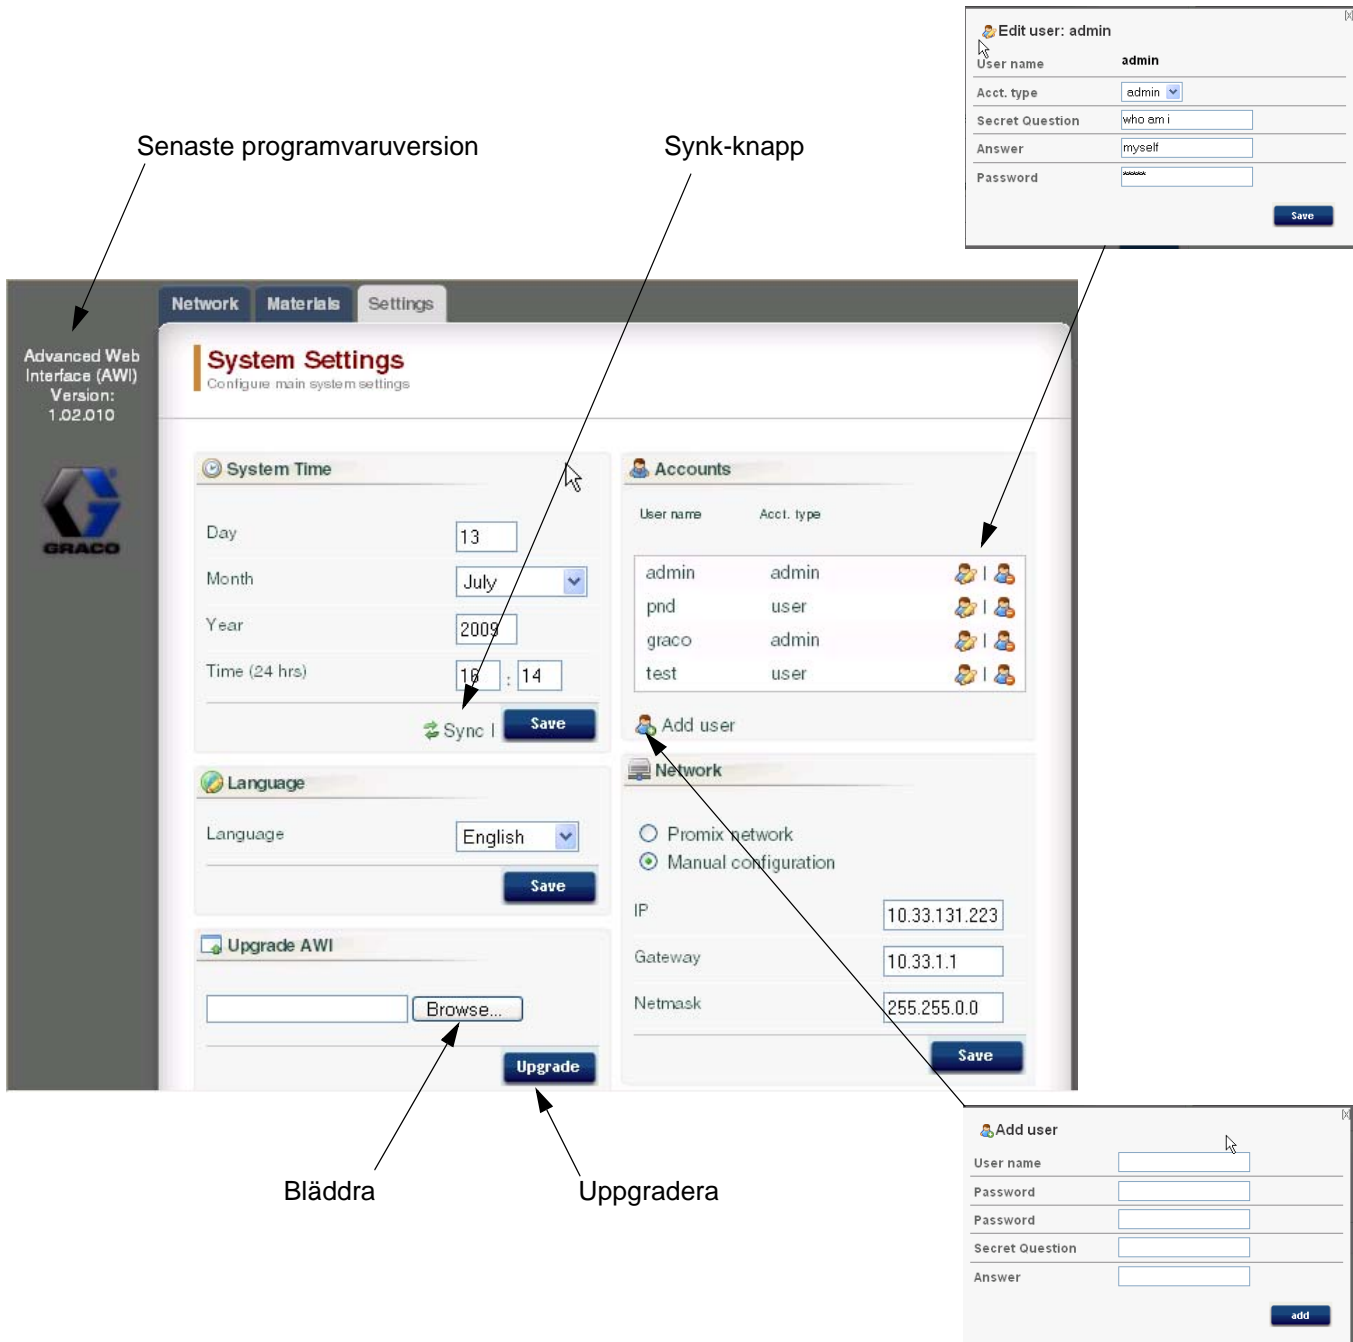 Edit user: admin
User name admin
Acct. type admin
Secret Question who am i
Answer myself
Password *****
Save
Senaste programvaruversion
Synk-knapp
Network Materials Settings
Advanced Web
Interface (AWI)
Version:
1.02.010
GRACO
System Settings
Configure main system settings
System Time
Day 13
Month July
Year 2009
Time (24 hrs) 16 : 14
Sync | Save
Language
Language English
Save
Upgrade AWI
Browse...
Upgrade
Accounts
User name Acct. type
admin admin |
pnd user |
graco admin |
test user |
Add user
Network
Promix network
Manual configuration
IP 10.33.131.223
Gateway 10.33.1.1
Netmask 255.255.0.0
Save
Bläddra
Uppgradera
Add user
User name
Password
Password
Secret Question
Answer
add